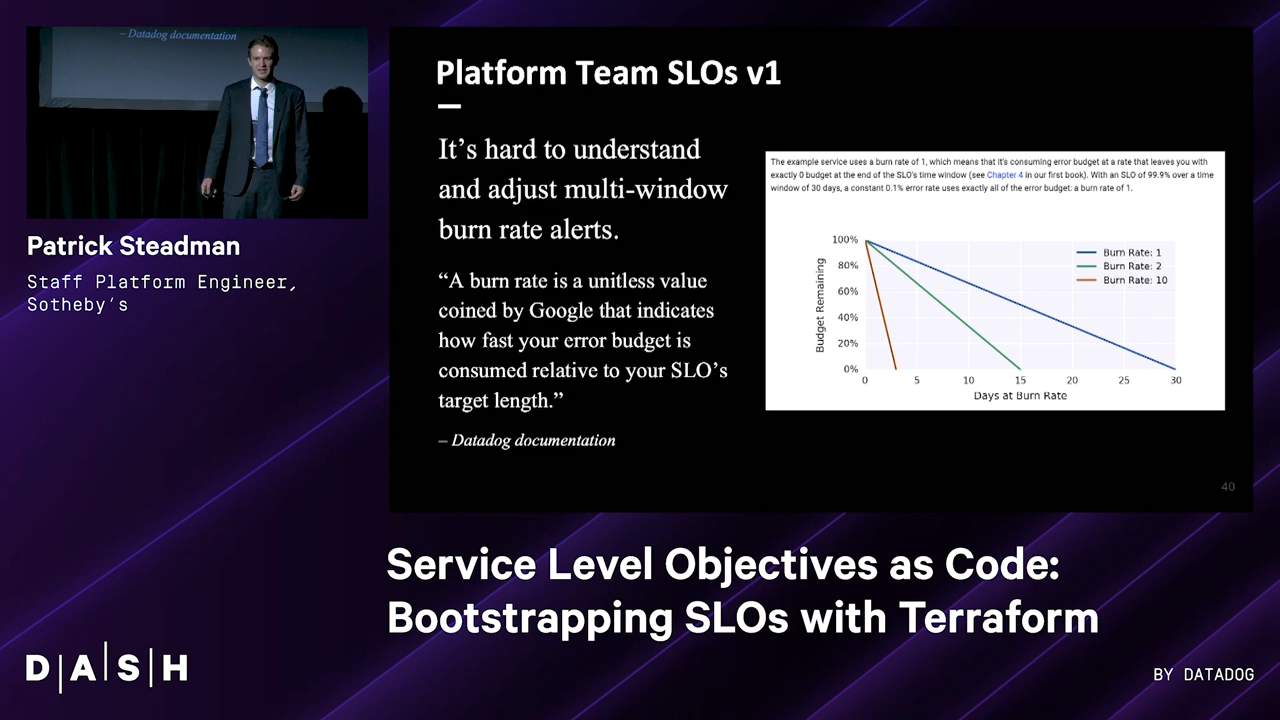 – Datadog documentation
Patrick Steadman
Staff Platform Engineer,
Sotheby's
Platform Team SLOs v1
It's hard to understand
and adjust multi-window
burn rate alerts.
“A burn rate is a unitless value
coined by Google that indicates
how fast your error budget is
consumed relative to your SLO's
target length.”
– Datadog documentation
The example service uses a burn rate of 1, which means that it's consuming error budget at a rate that leaves you with
exactly 0 budget at the end of the SLO's time window (see Chapter 4 in our first book). With an SLO of 99.9% over a time
window of 30 days, a constant 0.1% error rate uses exactly all of the error budget: a burn rate of 1.
Budget Remaining
100%
80%
60%
40%
20%
0%
Burn Rate: 1
Burn Rate: 2
Burn Rate: 10
0 5 10 15 20 25 30
Days at Burn Rate
40
Service Level Objectives as Code:
Bootstrapping SLOs with Terraform
D|A|S|H
BY DATADOG